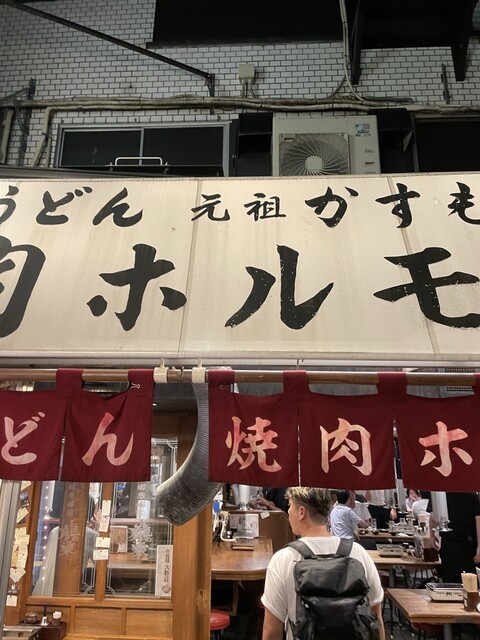 うどん 元祖 かすも
肉ホルモ
どん 焼肉ホ